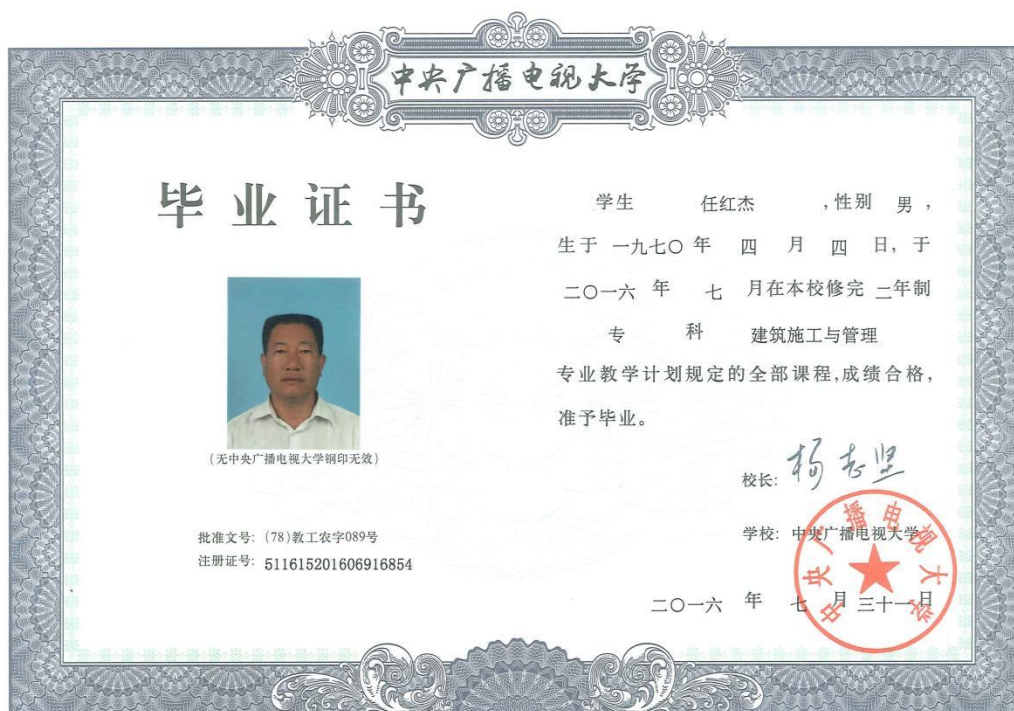 中央广播电视大学
毕业证书
(无中央广播电视大学钢印无效)
批准文号: (78)教工农字089号
注册证号: 511615201606916854
学生 任红杰 ,性别 男 ,
生于 一九七〇 年 四 月 四 日, 于
二〇一六 年 七 月在本校修完 二年制
专 科 建筑施工与管理
专业教学计划规定的全部课程,成绩合格,
准予毕业。
校长: 杨志坚
学校: 中央广播电视大学
二〇一六 年 七 月 三十一日
中央广播电视大学